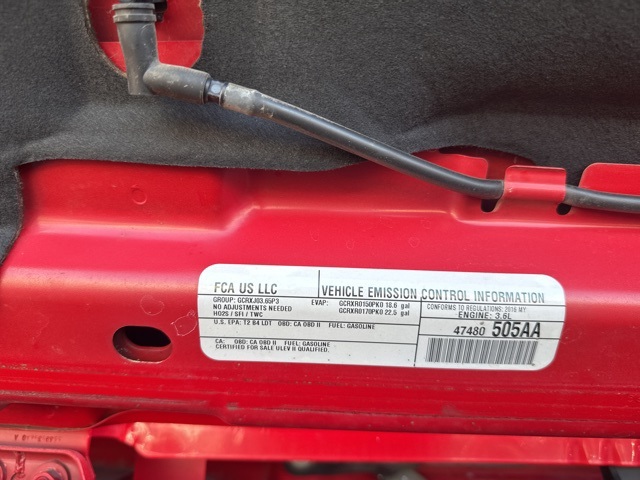 FCA US LLC
VEHICLE EMISSION CONTROL INFORMATION
GROUP: GCRXJ03.65P3
NO ADJUSTMENTS NEEDED
HO2S / SFI / TWC
EVAP: GCRXR0150PK0 18.6 gal
GCRXR0170PK0 22.5 gal
CONFORMS TO REGULATIONS: 2016 MY
ENGINE: 3.6L
U.S. EPA: T2 B4 LDT OBD: CA OBD II FUEL: GASOLINE
47480 505AA
CA: OBD: CA OBD II FUEL: GASOLINE
CERTIFIED FOR SALE ULEV II QUALIFIED.